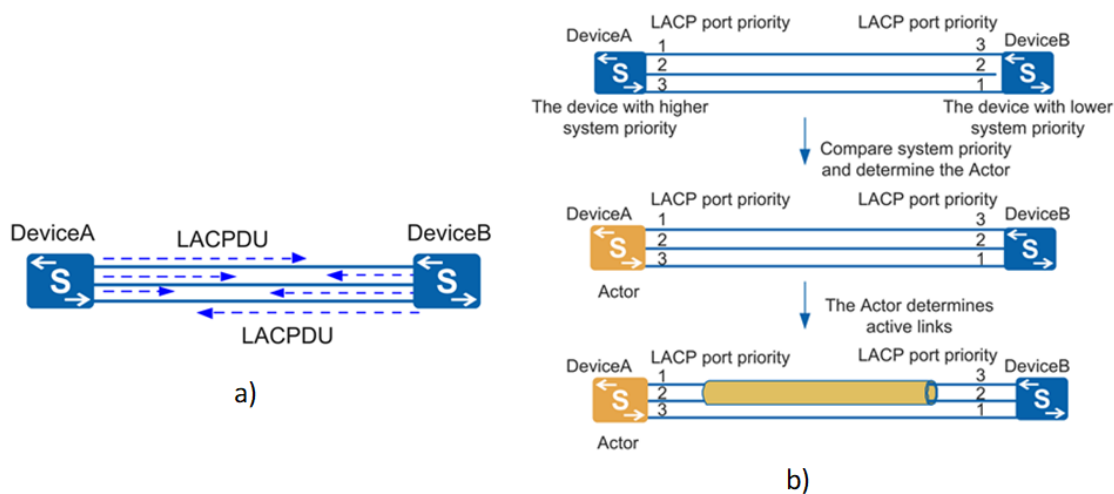 DeviceA
LACPDU
DeviceB
S
S
LACPDU
a)
LACP port priority
LACP port priority
DeviceA
DeviceB
1
3
S
2
2
S
3
1
The device with higher
system priority
The device with lower
system priority
Compare system priority
and determine the Actor
LACP port priority
LACP port priority
DeviceA
DeviceB
1
3
S
2
2
S
3
1
Actor
The Actor determines
active links
LACP port priority
LACP port priority
DeviceA
DeviceB
1
3
S
2
2
S
3
1
Actor
b)